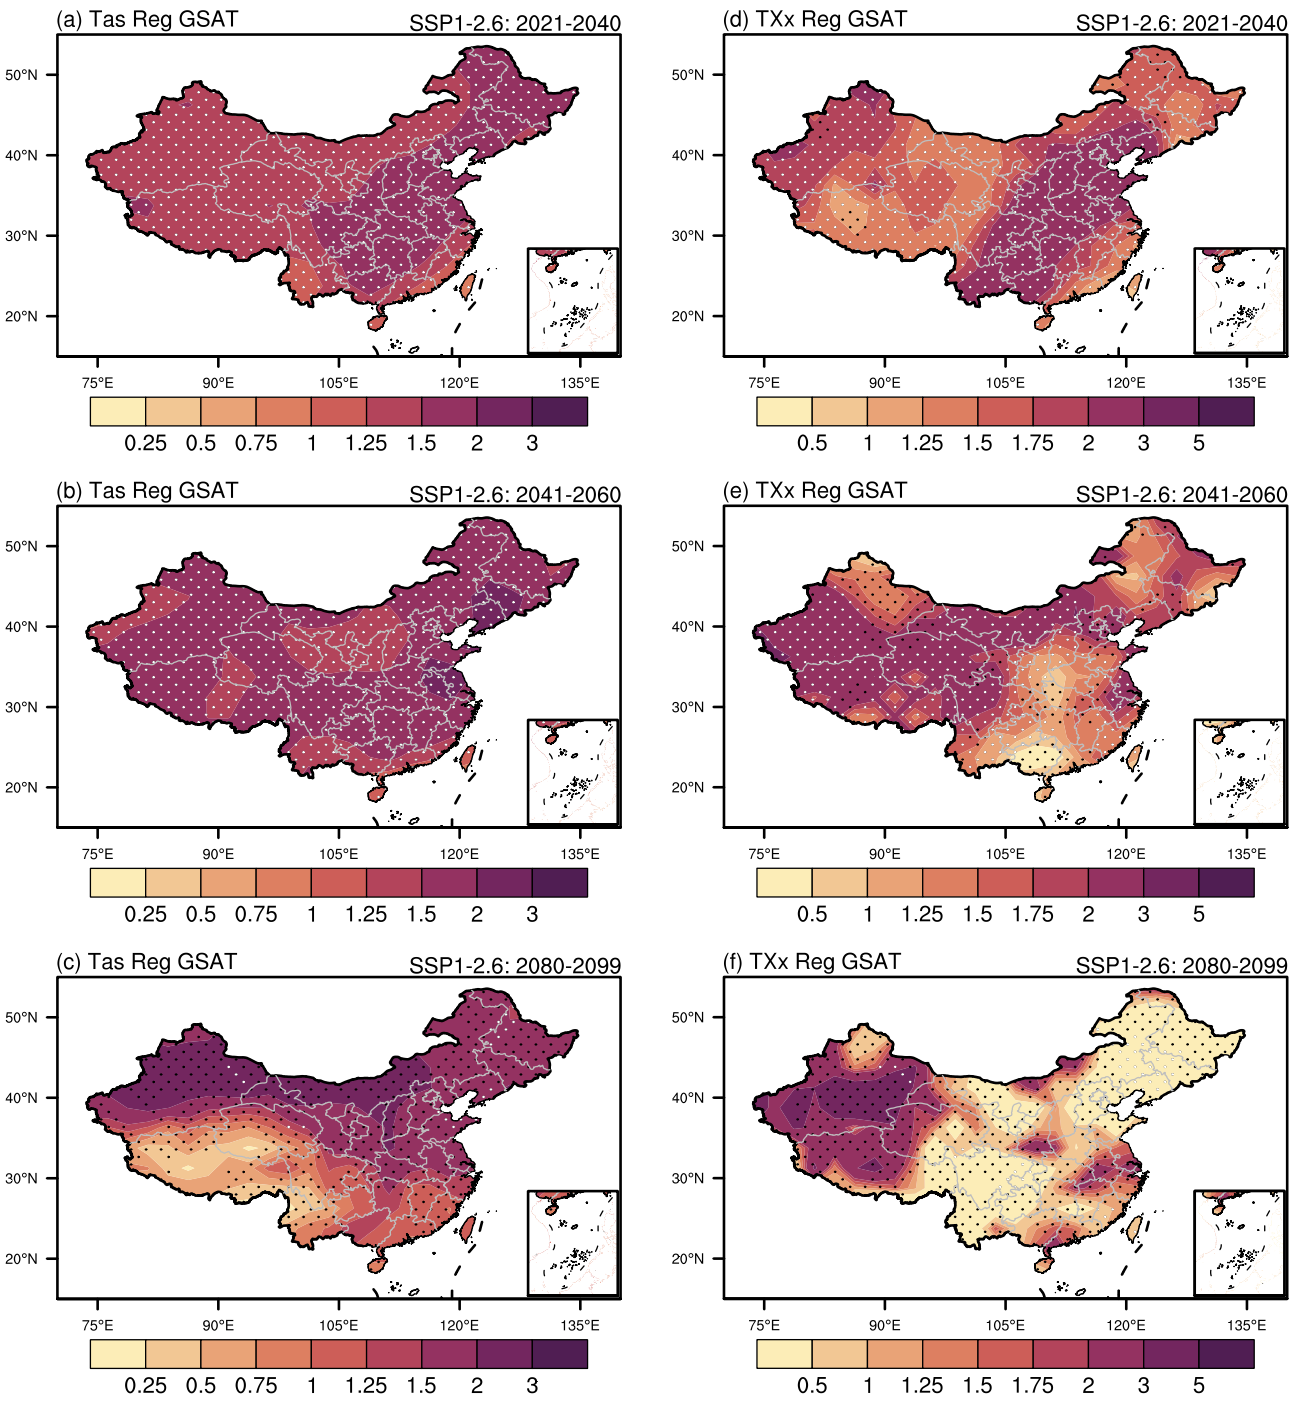 (a) Tas Reg GSAT SSP1-2.6: 2021-2040
50°N
40°N
30°N
20°N
75°E 90°E 105°E 120°E 135°E
0.25 0.5 0.75 1 1.25 1.5 2 3
(d) TXx Reg GSAT SSP1-2.6: 2021-2040
50°N
40°N
30°N
20°N
75°E 90°E 105°E 120°E 135°E
0.5 1 1.25 1.5 1.75 2 3 5
(b) Tas Reg GSAT SSP1-2.6: 2041-2060
50°N
40°N
30°N
20°N
75°E 90°E 105°E 120°E 135°E
0.25 0.5 0.75 1 1.25 1.5 2 3
(e) TXx Reg GSAT SSP1-2.6: 2041-2060
50°N
40°N
30°N
20°N
75°E 90°E 105°E 120°E 135°E
0.5 1 1.25 1.5 1.75 2 3 5
(c) Tas Reg GSAT SSP1-2.6: 2080-2099
50°N
40°N
30°N
20°N
75°E 90°E 105°E 120°E 135°E
0.25 0.5 0.75 1 1.25 1.5 2 3
(f) TXx Reg GSAT SSP1-2.6: 2080-2099
50°N
40°N
30°N
20°N
75°E 90°E 105°E 120°E 135°E
0.5 1 1.25 1.5 1.75 2 3 5